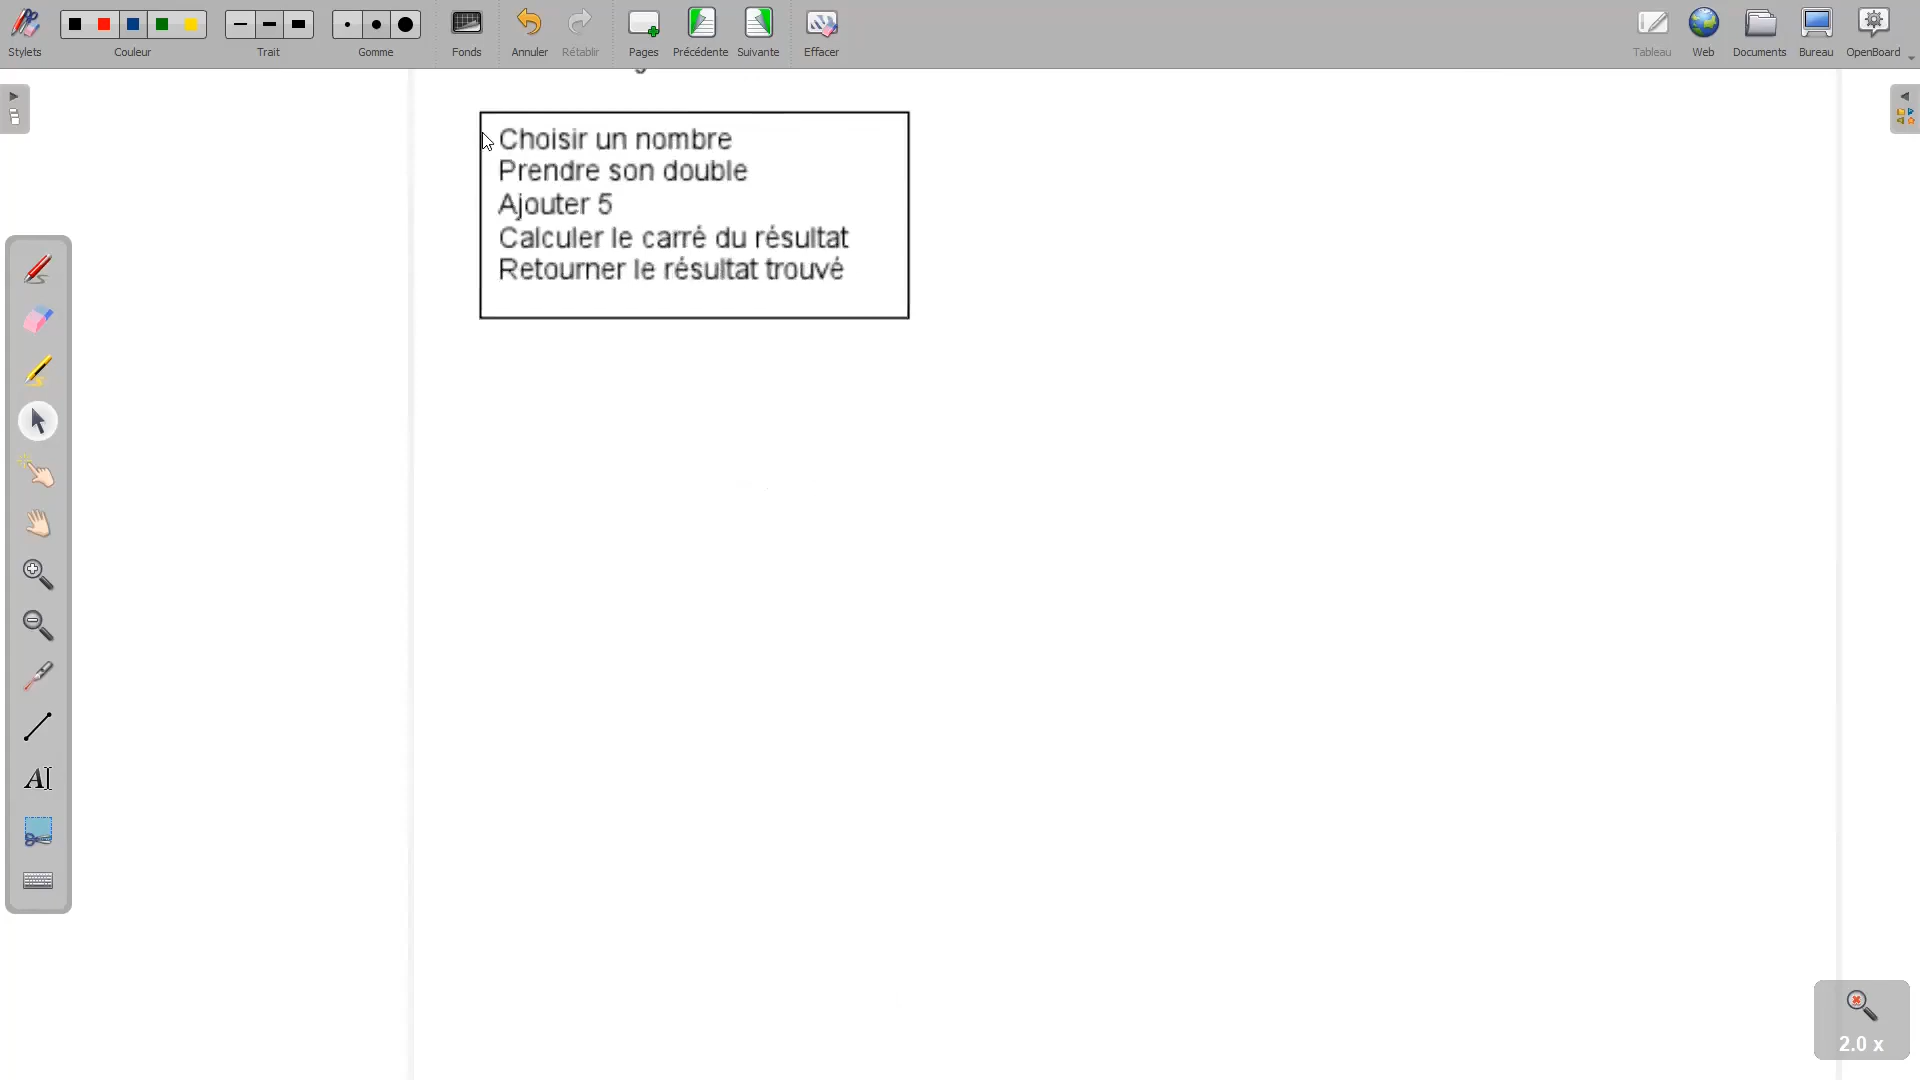 Stylets
Couleur
Trait
Gomme
Fonds
Annuler
Rétablir
Pages
Précédente
Suivante
Effacer
Tableau
Web
Documents
Bureau
OpenBoard
Choisir un nombre
Prendre son double
Ajouter 5
Calculer le carré du résultat
Retourner le résultat trouvé
2.0 x